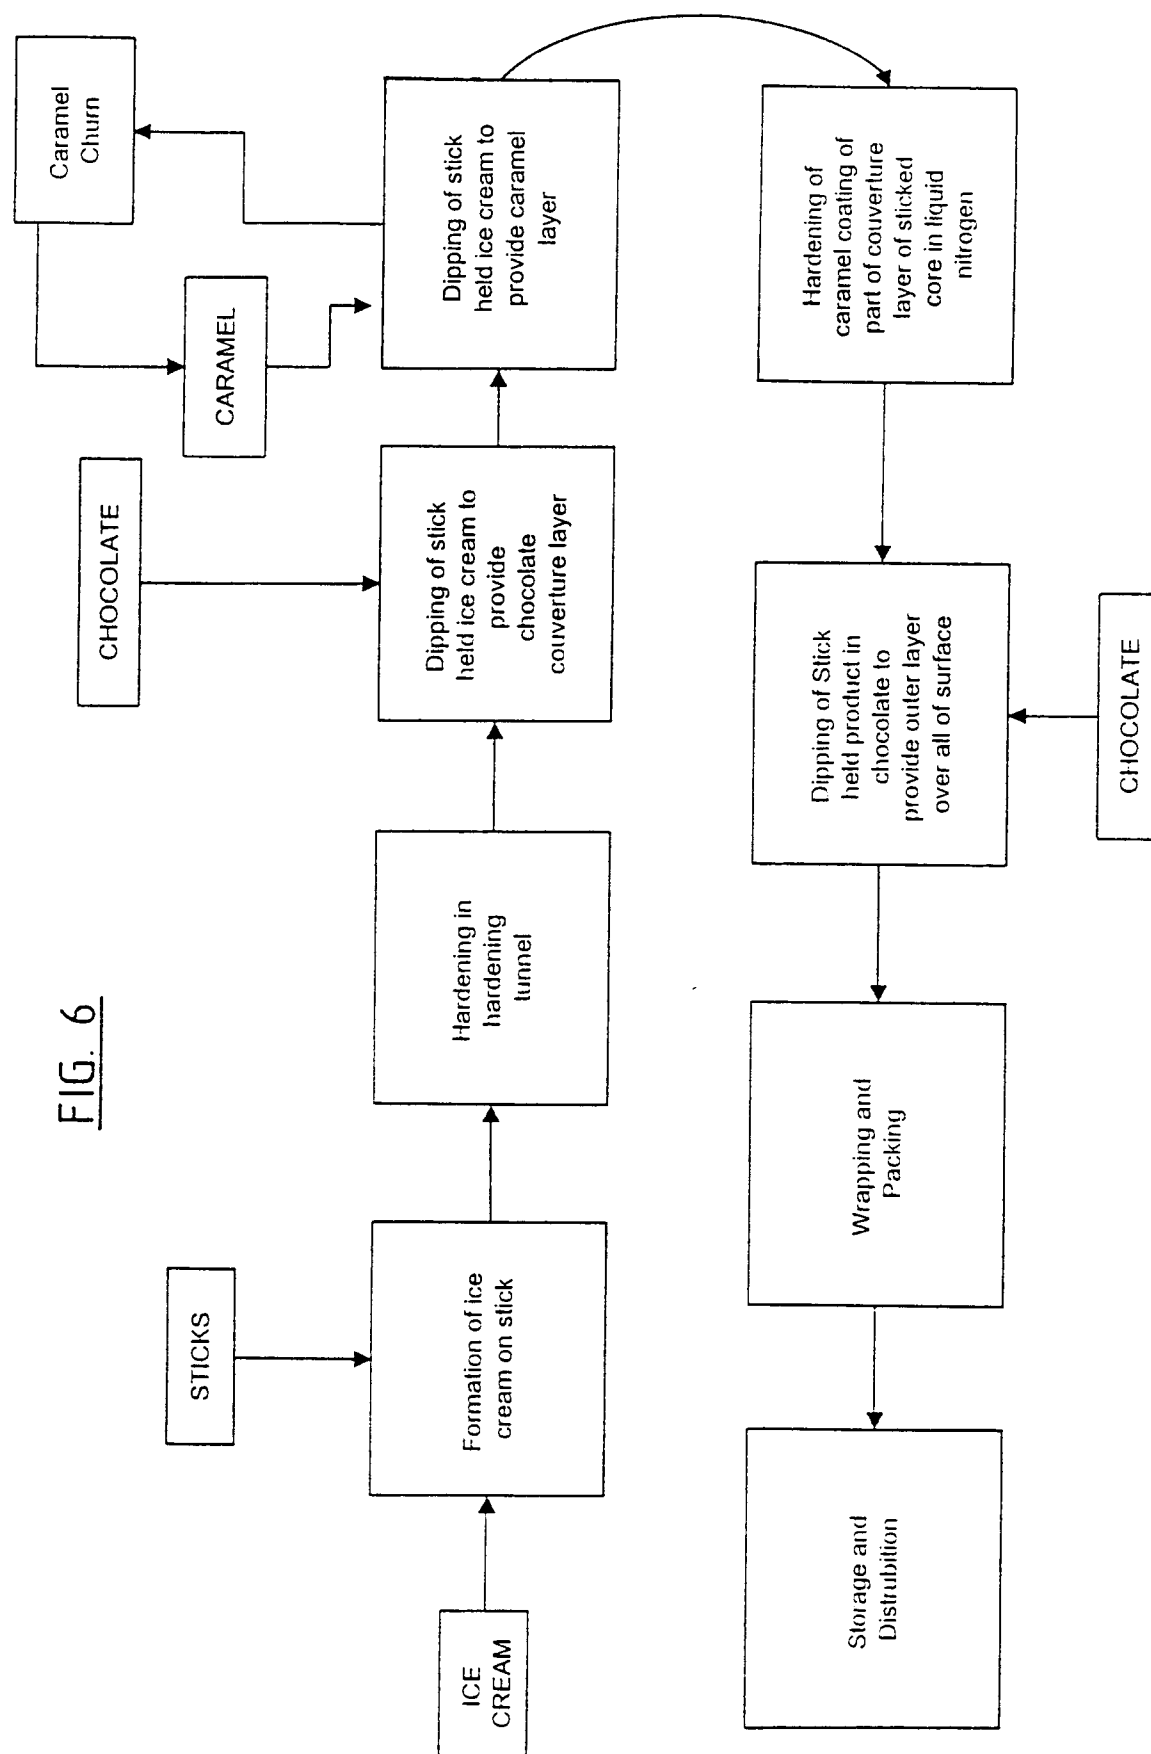 FIG. 6
ICE
CREAM
STICKS
Formation of ice
cream on stick
Hardening in
hardening
tunnel
CHOCOLATE
Dipping of stick
held ice cream to
provide
chocolate
couverture layer
CARAMEL
Caramel
Churn
Dipping of stick
held ice cream to
provide caramel
layer
Hardening of
caramel coating of
part of couverture
layer of sticked
core in liquid
nitrogen
Dipping of Stick
held product in
chocolate to
provide outer layer
over all of surface
CHOCOLATE
Wrapping and
Packing
Storage and
Distrubition